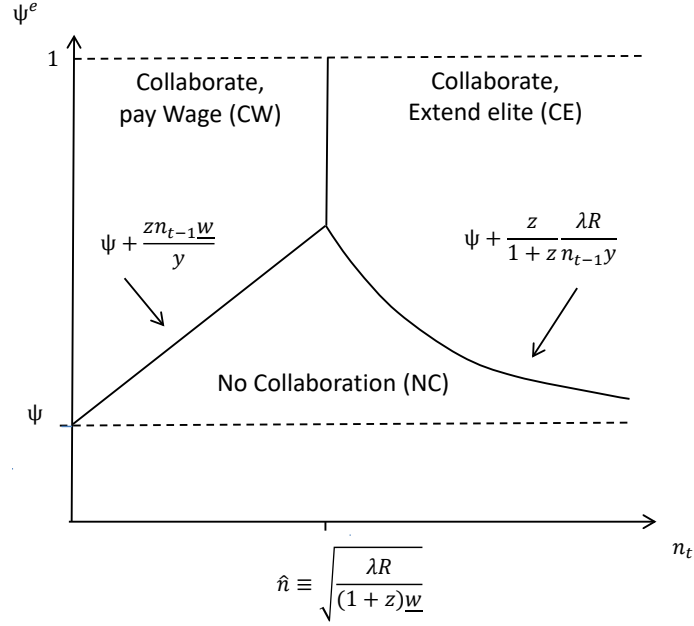 ψᵉ
1
Collaborate,
pay Wage (CW)
Collaborate,
Extend elite (CE)
ψ + zn_{t−1}w̲ / y
ψ + z / (1 + z) λR / (n_{t−1}y)
No Collaboration (NC)
ψ
n_t
n̂ ≡ √(λR / ((1 + z)w̲))